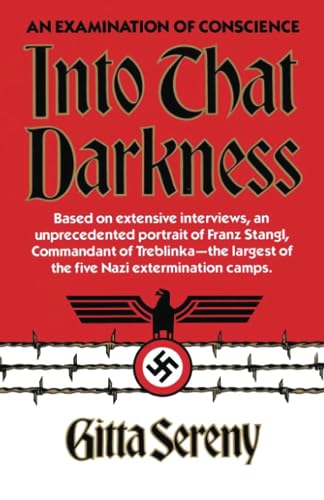 AN EXAMINATION OF CONSCIENCE
Into That
Darkness
Based on extensive interviews, an
unprecedented portrait of Franz Stangl,
Commandant of Treblinka—the largest of
the five Nazi extermination camps.
Gitta Sereny